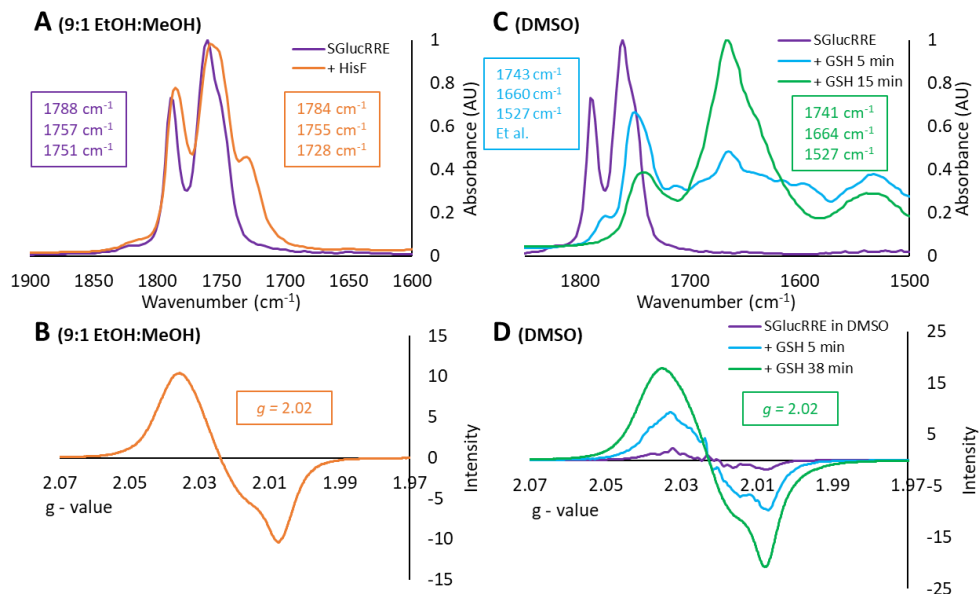 A (9:1 EtOH:MeOH)
SGlucRRE
+ HisF
1788 cm⁻¹
1757 cm⁻¹
1751 cm⁻¹
1784 cm⁻¹
1755 cm⁻¹
1728 cm⁻¹
1
0.8
0.6
0.4
0.2
0
Absorbance (AU)
1900 1800 1700 1600
Wavenumber (cm⁻¹)
C (DMSO)
SGlucRRE
+ GSH 5 min
+ GSH 15 min
1743 cm⁻¹
1660 cm⁻¹
1527 cm⁻¹
Et al.
1741 cm⁻¹
1664 cm⁻¹
1527 cm⁻¹
1
0.8
0.6
0.4
0.2
0
Absorbance (AU)
1800 1700 1600 1500
Wavenumber (cm⁻¹)
B (9:1 EtOH:MeOH)
g = 2.02
15
10
5
0
-5
-10
-15
Intensity
2.07 2.05 2.03 2.01 1.99 1.97
g - value
D (DMSO)
SGlucRRE in DMSO
+ GSH 5 min
+ GSH 38 min
g = 2.02
25
15
5
-5
-15
-25
Intensity
2.07 2.05 2.03 2.01 1.99 1.97
g - value